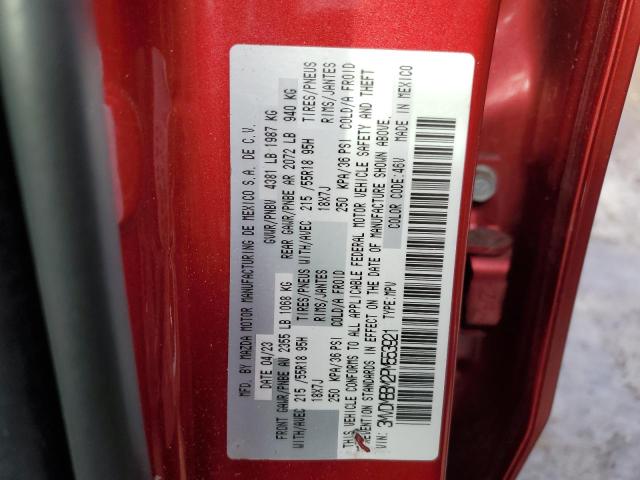 MFD. BY MAZDA MOTOR MANUFACTURING DE MEXICO S.A. DE C.V.
DATE 04/23 GVWR/PNBV 4381 LB 1987 KG
FRONT GAWR/PNBE AV 2355 LB 1068 KG REAR GAWR/PNBE AR 2072 LB 940 KG
WITH/AVEC 215 /55R18 95H TIRES/PNEUS WITH/AVEC 215 /55R18 95H TIRES/PNEUS
18X7J RIMS/JANTES 18X7J RIMS/JANTES
250 KPA/36 PSI COLD/A FROID 250 KPA/36 PSI COLD/A FROID
THIS VEHICLE CONFORMS TO ALL APPLICABLE FEDERAL MOTOR VEHICLE SAFETY AND THEFT
PREVENTION STANDARDS IN EFFECT ON THE DATE OF MANUFACTURE SHOWN ABOVE.
VIN: 3MVDMBBM2PM553921 TYPE:MPV COLOR CODE:46V MADE IN MEXICO